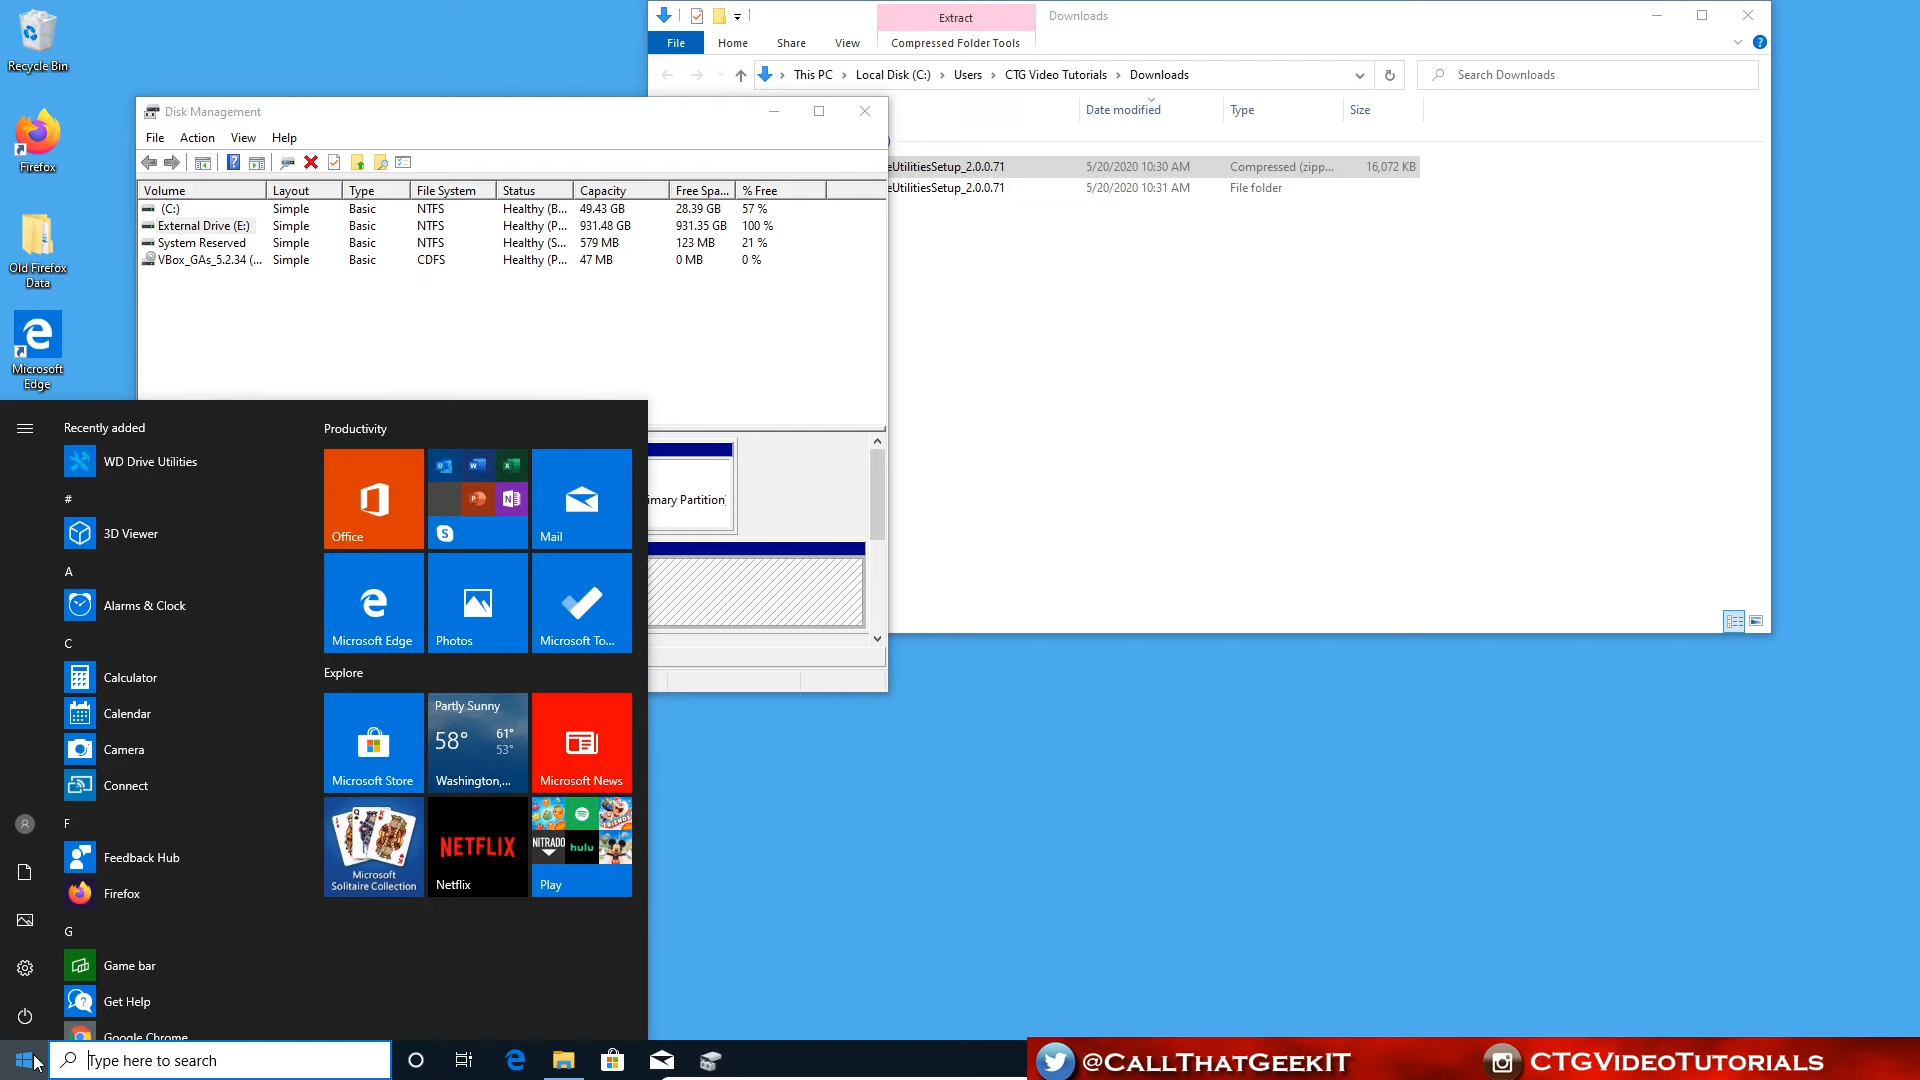 Recycle Bin
Firefox
Old Firefox
Data
Microsoft
Edge
Extract
Downloads
File
Home
Share
View
Compressed Folder Tools
This PC
Local Disk (C:)
Users
CTG Video Tutorials
Downloads
Search Downloads
Date modified
Type
Size
eUtilitiesSetup_2.0.0.71 5/20/2020 10:30 AM Compressed (zipp... 16,072 KB
eUtilitiesSetup_2.0.0.71 5/20/2020 10:31 AM File folder
Disk Management
File Action View Help
Volume Layout Type File System Status Capacity Free Spa... % Free
(C:) Simple Basic NTFS Healthy (B... 49.43 GB 28.39 GB 57 %
External Drive (E:) Simple Basic NTFS Healthy (P... 931.48 GB 931.35 GB 100 %
System Reserved Simple Basic NTFS Healthy (S... 579 MB 123 MB 21 %
VBox_GAs_5.2.34 (... Simple Basic CDFS Healthy (P... 47 MB 0 MB 0 %
imary Partition
Recently added
WD Drive Utilities
#
3D Viewer
A
Alarms & Clock
C
Calculator
Calendar
Camera
Connect
F
Feedback Hub
Firefox
G
Game bar
Get Help
Google Chrome
Productivity
Office
Mail
Microsoft Edge
Photos
Microsoft To...
Explore
Microsoft Store
Partly Sunny
58° 61°
53°
Washington,...
Microsoft News
Microsoft
Solitaire Collection
NETFLIX
Netflix
FRIENDS
NITRADO
hulu
Play
Type here to search
@CALLTHATGEEKIT
CTGVIDEOTUTORIALS